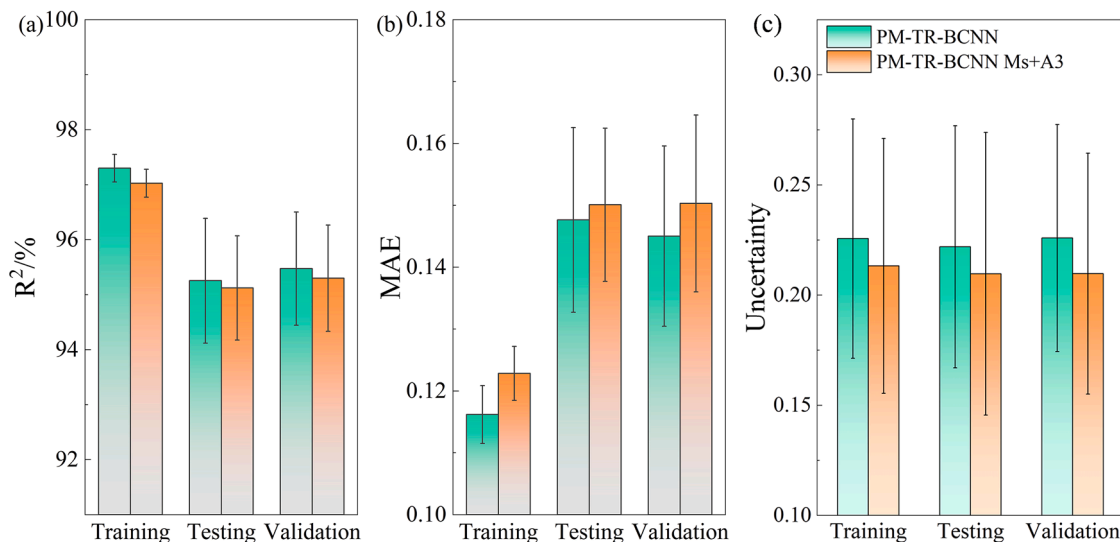 (a)
100
98
96
94
92
R²/%
Training Testing Validation
(b)
0.18
0.16
0.14
0.12
0.10
MAE
Training Testing Validation
(c)
PM-TR-BCNN
PM-TR-BCNN Ms+A3
0.30
0.25
0.20
0.15
0.10
Uncertainty
Training Testing Validation